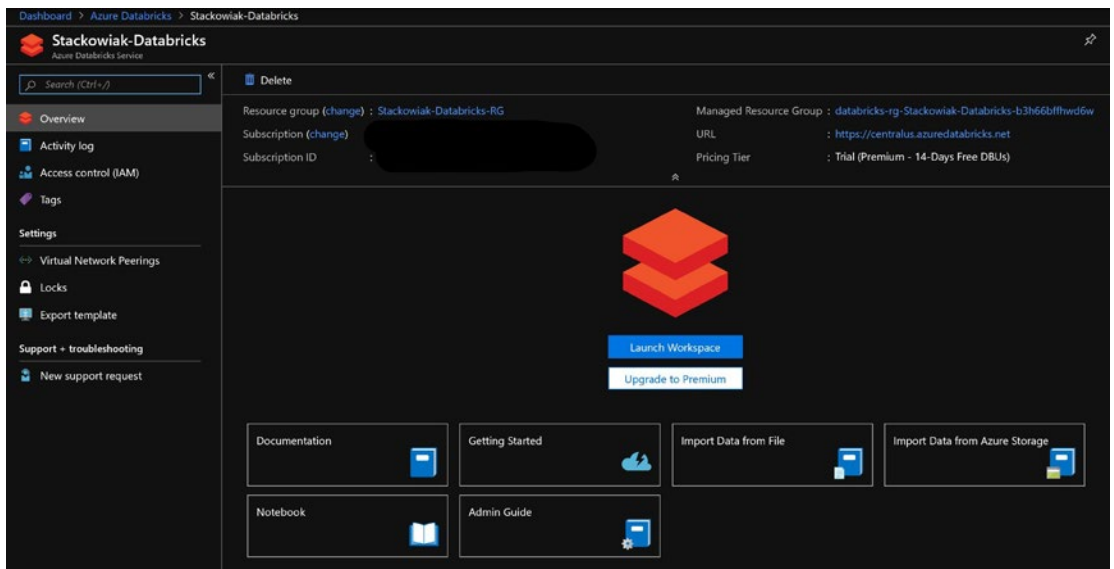 Dashboard > Azure Databricks > Stackowiak-Databricks
Stackowiak-Databricks
Azure Databricks Service
Search (Ctrl+/)
«
Overview
Activity log
Access control (IAM)
Tags
Settings
Virtual Network Peerings
Locks
Export template
Support + troubleshooting
New support request
Delete
Resource group (change) : Stackowiak-Databricks-RG
Subscription (change)
Subscription ID :
Managed Resource Group : databricks-rg-Stackowiak-Databricks-b3h66bffhwd6w
URL : https://centralus.azuredatabricks.net
Pricing Tier : Trial (Premium - 14-Days Free DBUs)
Launch Workspace
Upgrade to Premium
Documentation
Getting Started
Import Data from File
Import Data from Azure Storage
Notebook
Admin Guide